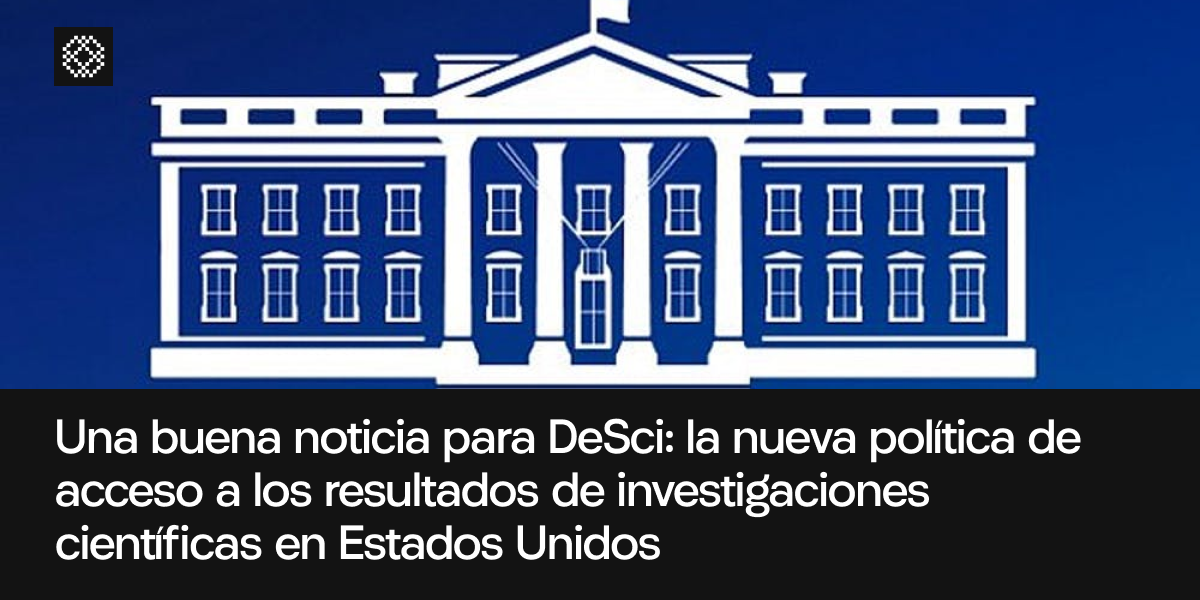 Una buena noticia para DeSci: la nueva política de
acceso a los resultados de investigaciones
científicas en Estados Unidos